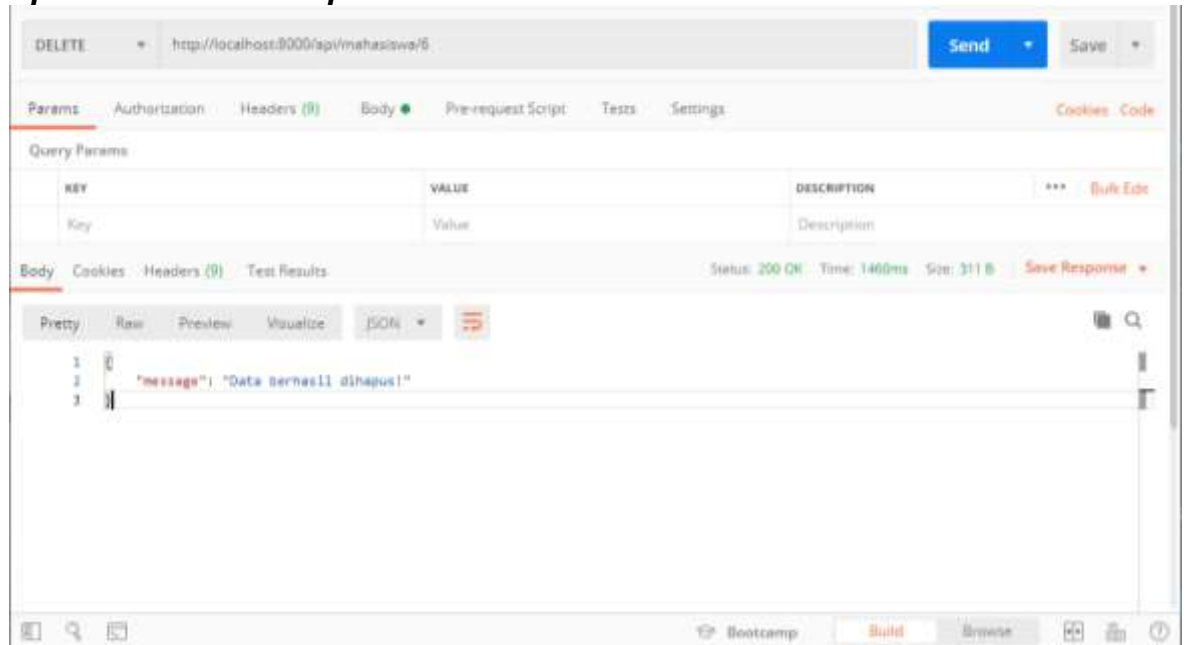 DELETE http://localhost:8000/api/mahasiswa/6 Send Save
Params Authorization Headers (9) Body Pre-request Script Tests Settings Cookies Code
Query Params
KEY VALUE DESCRIPTION ••• Bulk Edit
Key Value Description
Body Cookies Headers (9) Test Results Status: 200 OK Time: 1460ms Size: 311 B Save Response
Pretty Raw Preview Visualize JSON
1 {
2 "message": "Data berhasil dihapus!"
3 }
Bootcamp Build Browse